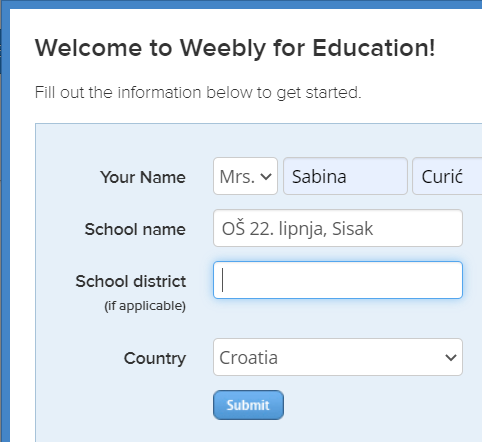 Welcome to Weebly for Education!
Fill out the information below to get started.
Your Name Mrs. Sabina Curić
School name OŠ 22. lipnja, Sisak
School district
(if applicable)
Country Croatia
Submit